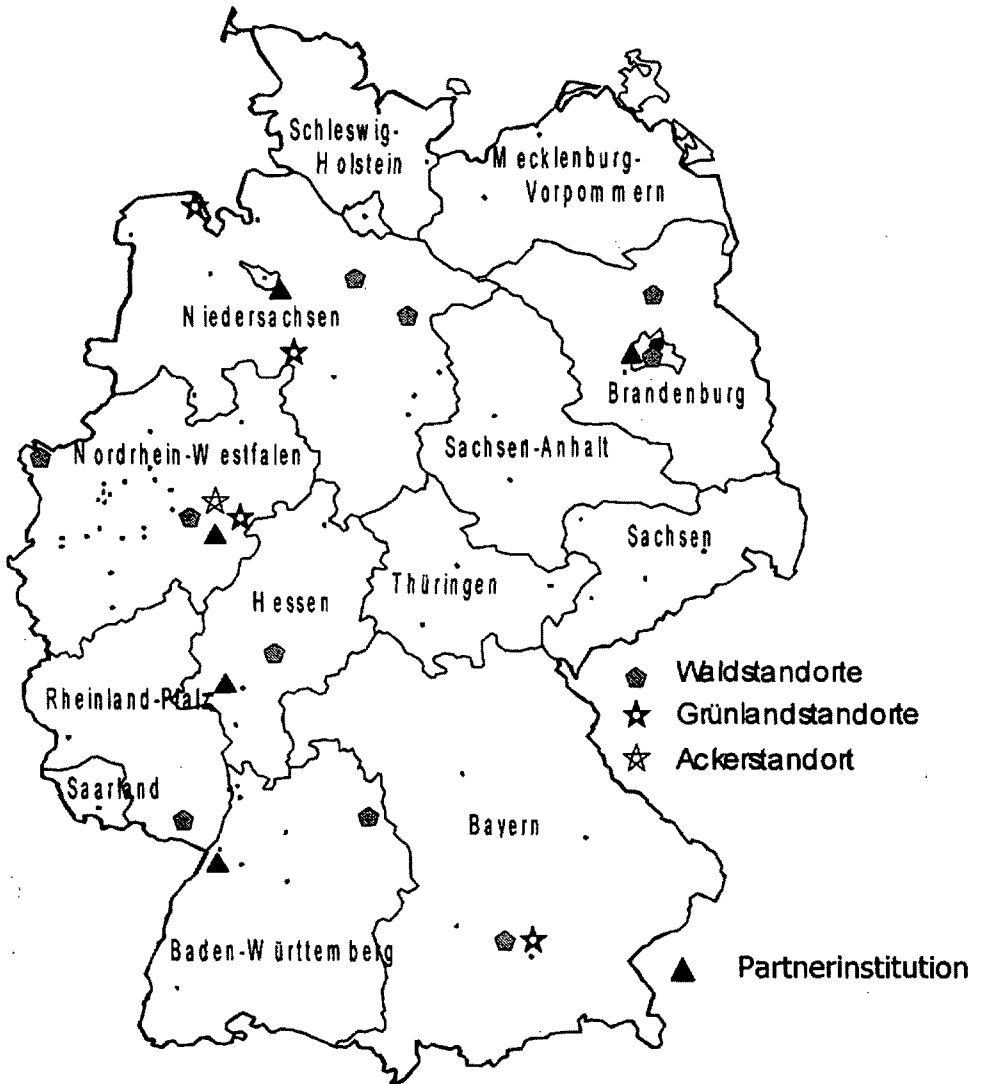 Schleswig-
Holstein
Mecklenburg-
Vorpommern
Niedersachsen
Brandenburg
Nordrhein-Westfalen
Sachsen-Anhalt
Sachsen
Thüringen
Hessen
Rheinland-Pfalz
Saarland
Bayern
Baden-Württemberg
Waldstandorte
Grünlandstandorte
Ackerstandort
Partnerinstitution